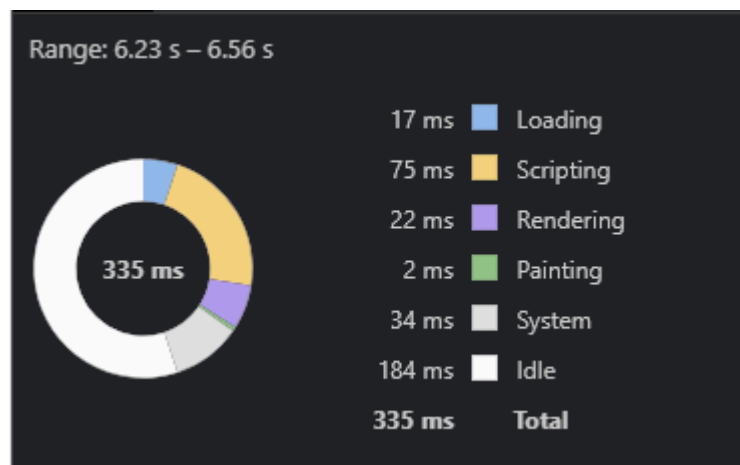 Range: 6.23 s – 6.56 s
17 ms Loading
75 ms Scripting
22 ms Rendering
335 ms
2 ms Painting
34 ms System
184 ms Idle
335 ms Total